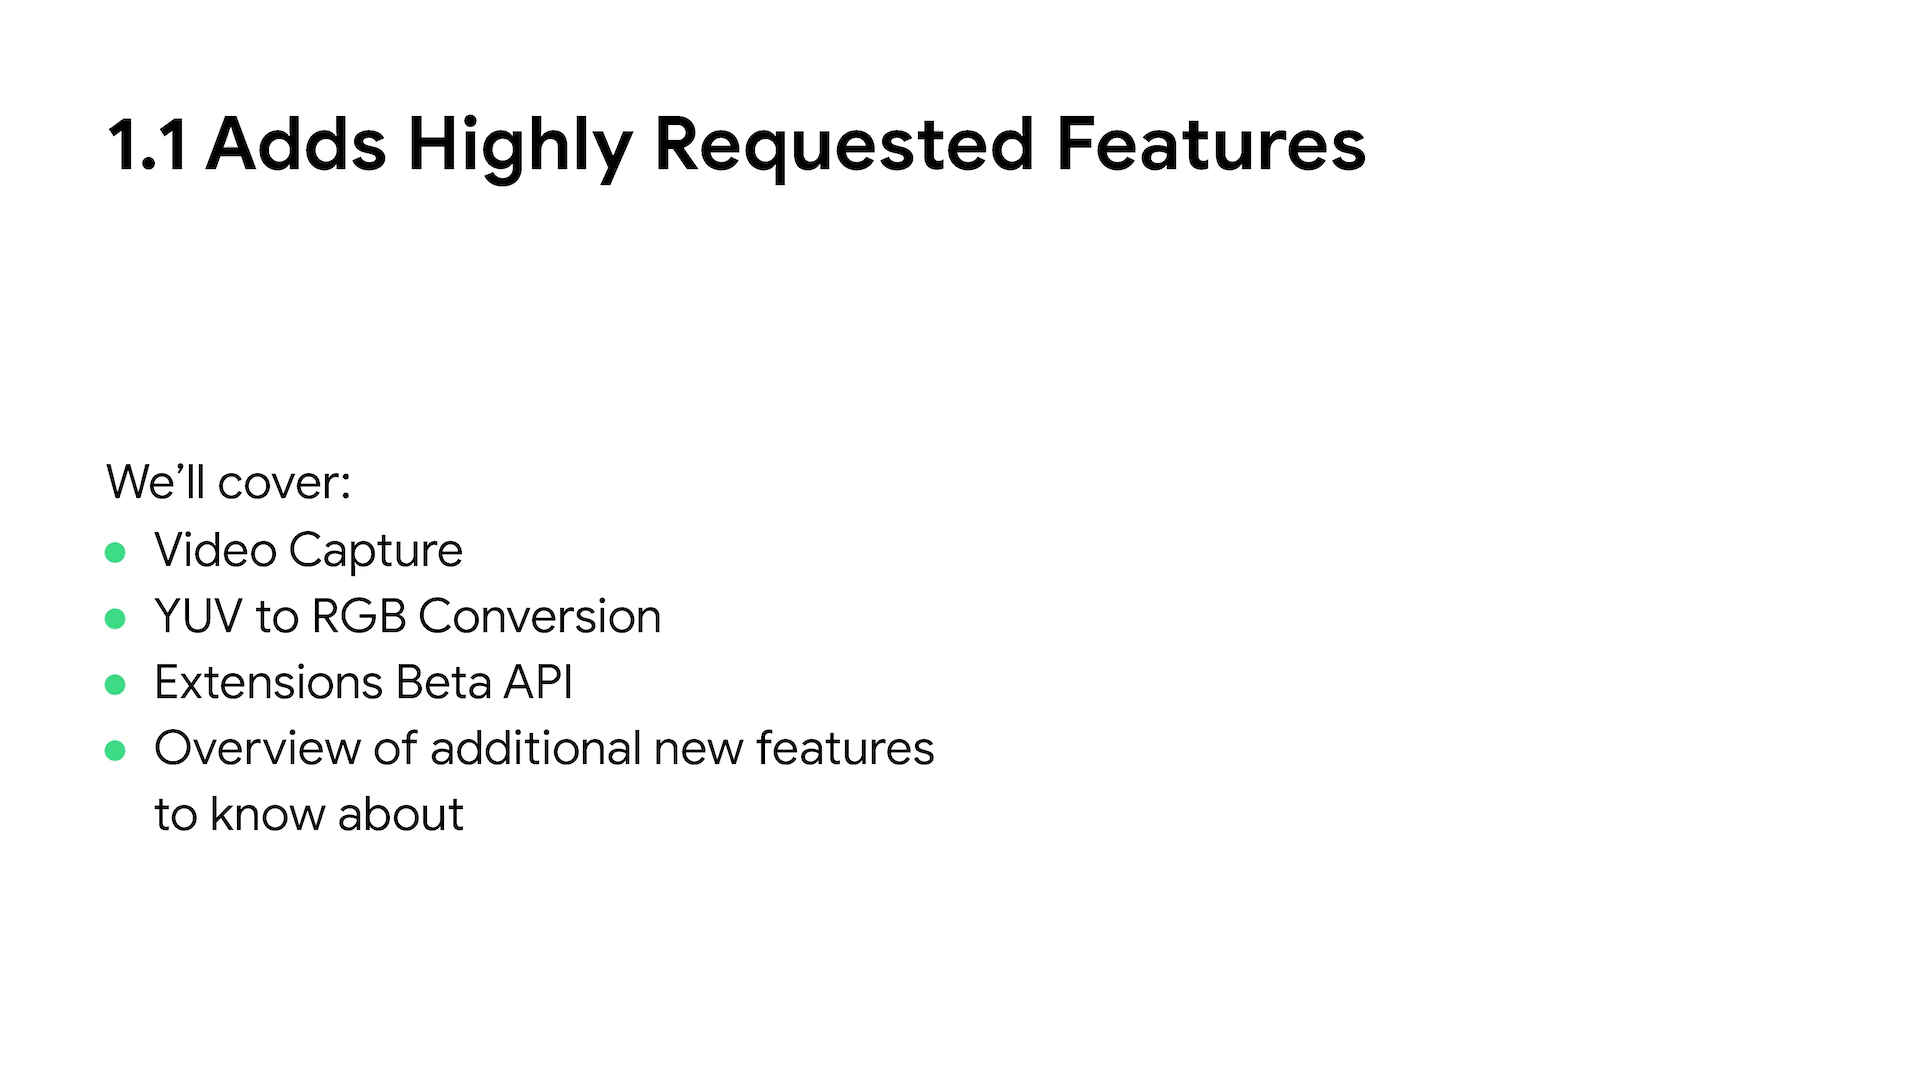 1.1 Adds Highly Requested Features
We’ll cover:
● Video Capture
● YUV to RGB Conversion
● Extensions Beta API
● Overview of additional new features
to know about